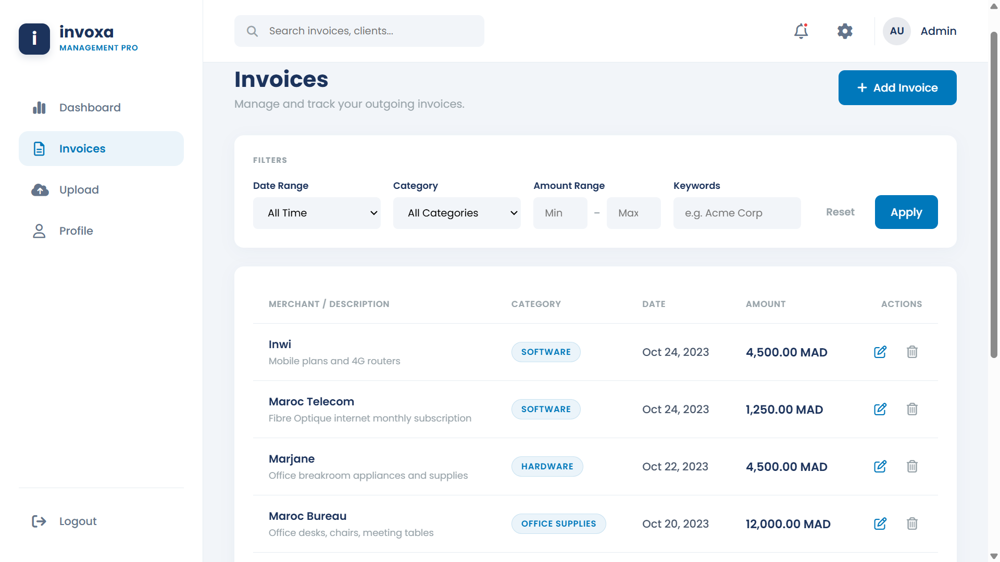 i
invoxa
MANAGEMENT PRO
Dashboard
Invoices
Upload
Profile
Logout
Search invoices, clients...
AU
Admin
Invoices
Manage and track your outgoing invoices.
+ Add Invoice
FILTERS
Date Range
Category
Amount Range
Keywords
All Time
All Categories
Min – Max
e.g. Acme Corp
Reset
Apply
MERCHANT / DESCRIPTION CATEGORY DATE AMOUNT ACTIONS
Inwi
Mobile plans and 4G routers
SOFTWARE
Oct 24, 2023
4,500.00 MAD
Maroc Telecom
Fibre Optique internet monthly subscription
SOFTWARE
Oct 24, 2023
1,250.00 MAD
Marjane
Office breakroom appliances and supplies
HARDWARE
Oct 22, 2023
4,500.00 MAD
Maroc Bureau
Office desks, chairs, meeting tables
OFFICE SUPPLIES
Oct 20, 2023
12,000.00 MAD